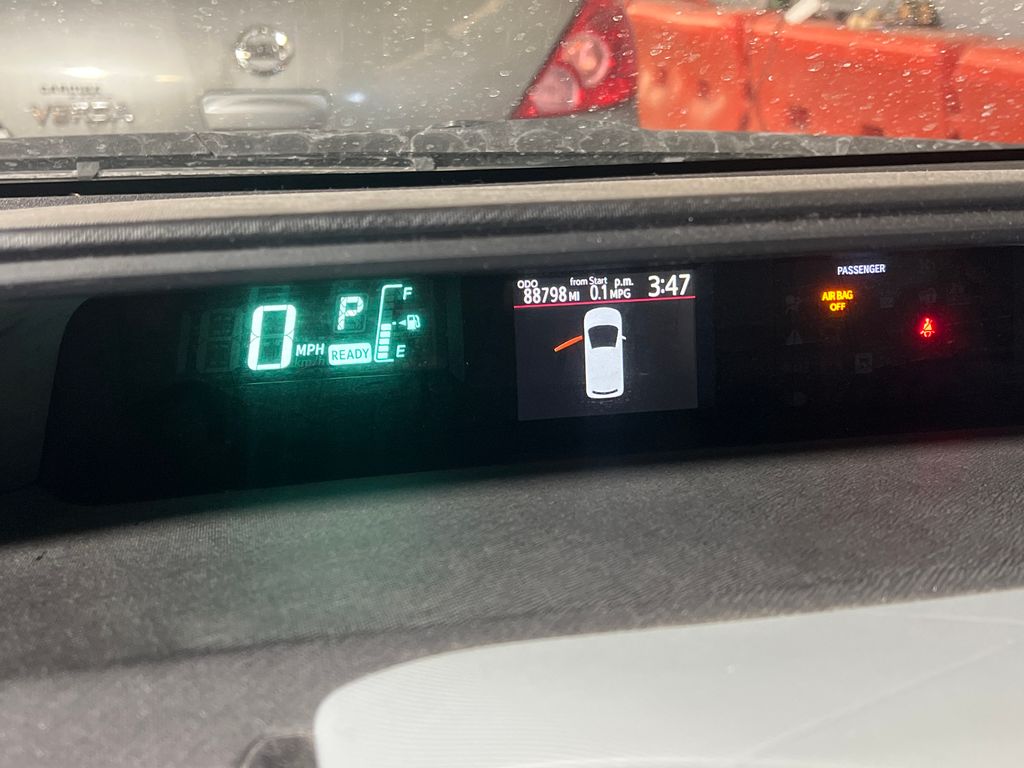 VERSA
0 MPH
P
READY
F
E
ODO
88798 MI
from Start
0.1 MPG
p.m.
3:47
PASSENGER
AIR BAG
OFF